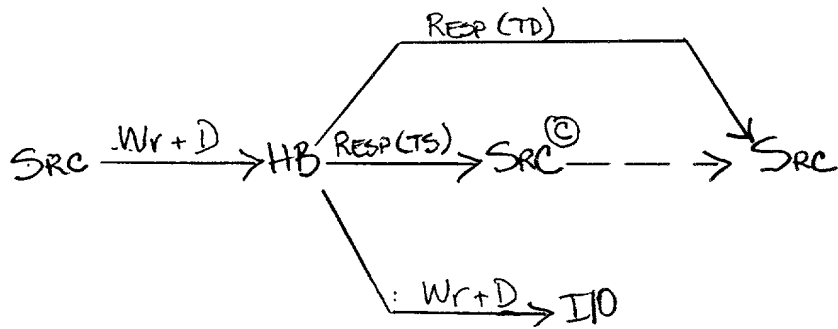 RESP (TD)
SRC Wr + D HB RESP (TS) SRC © SRC
Wr + D I/O